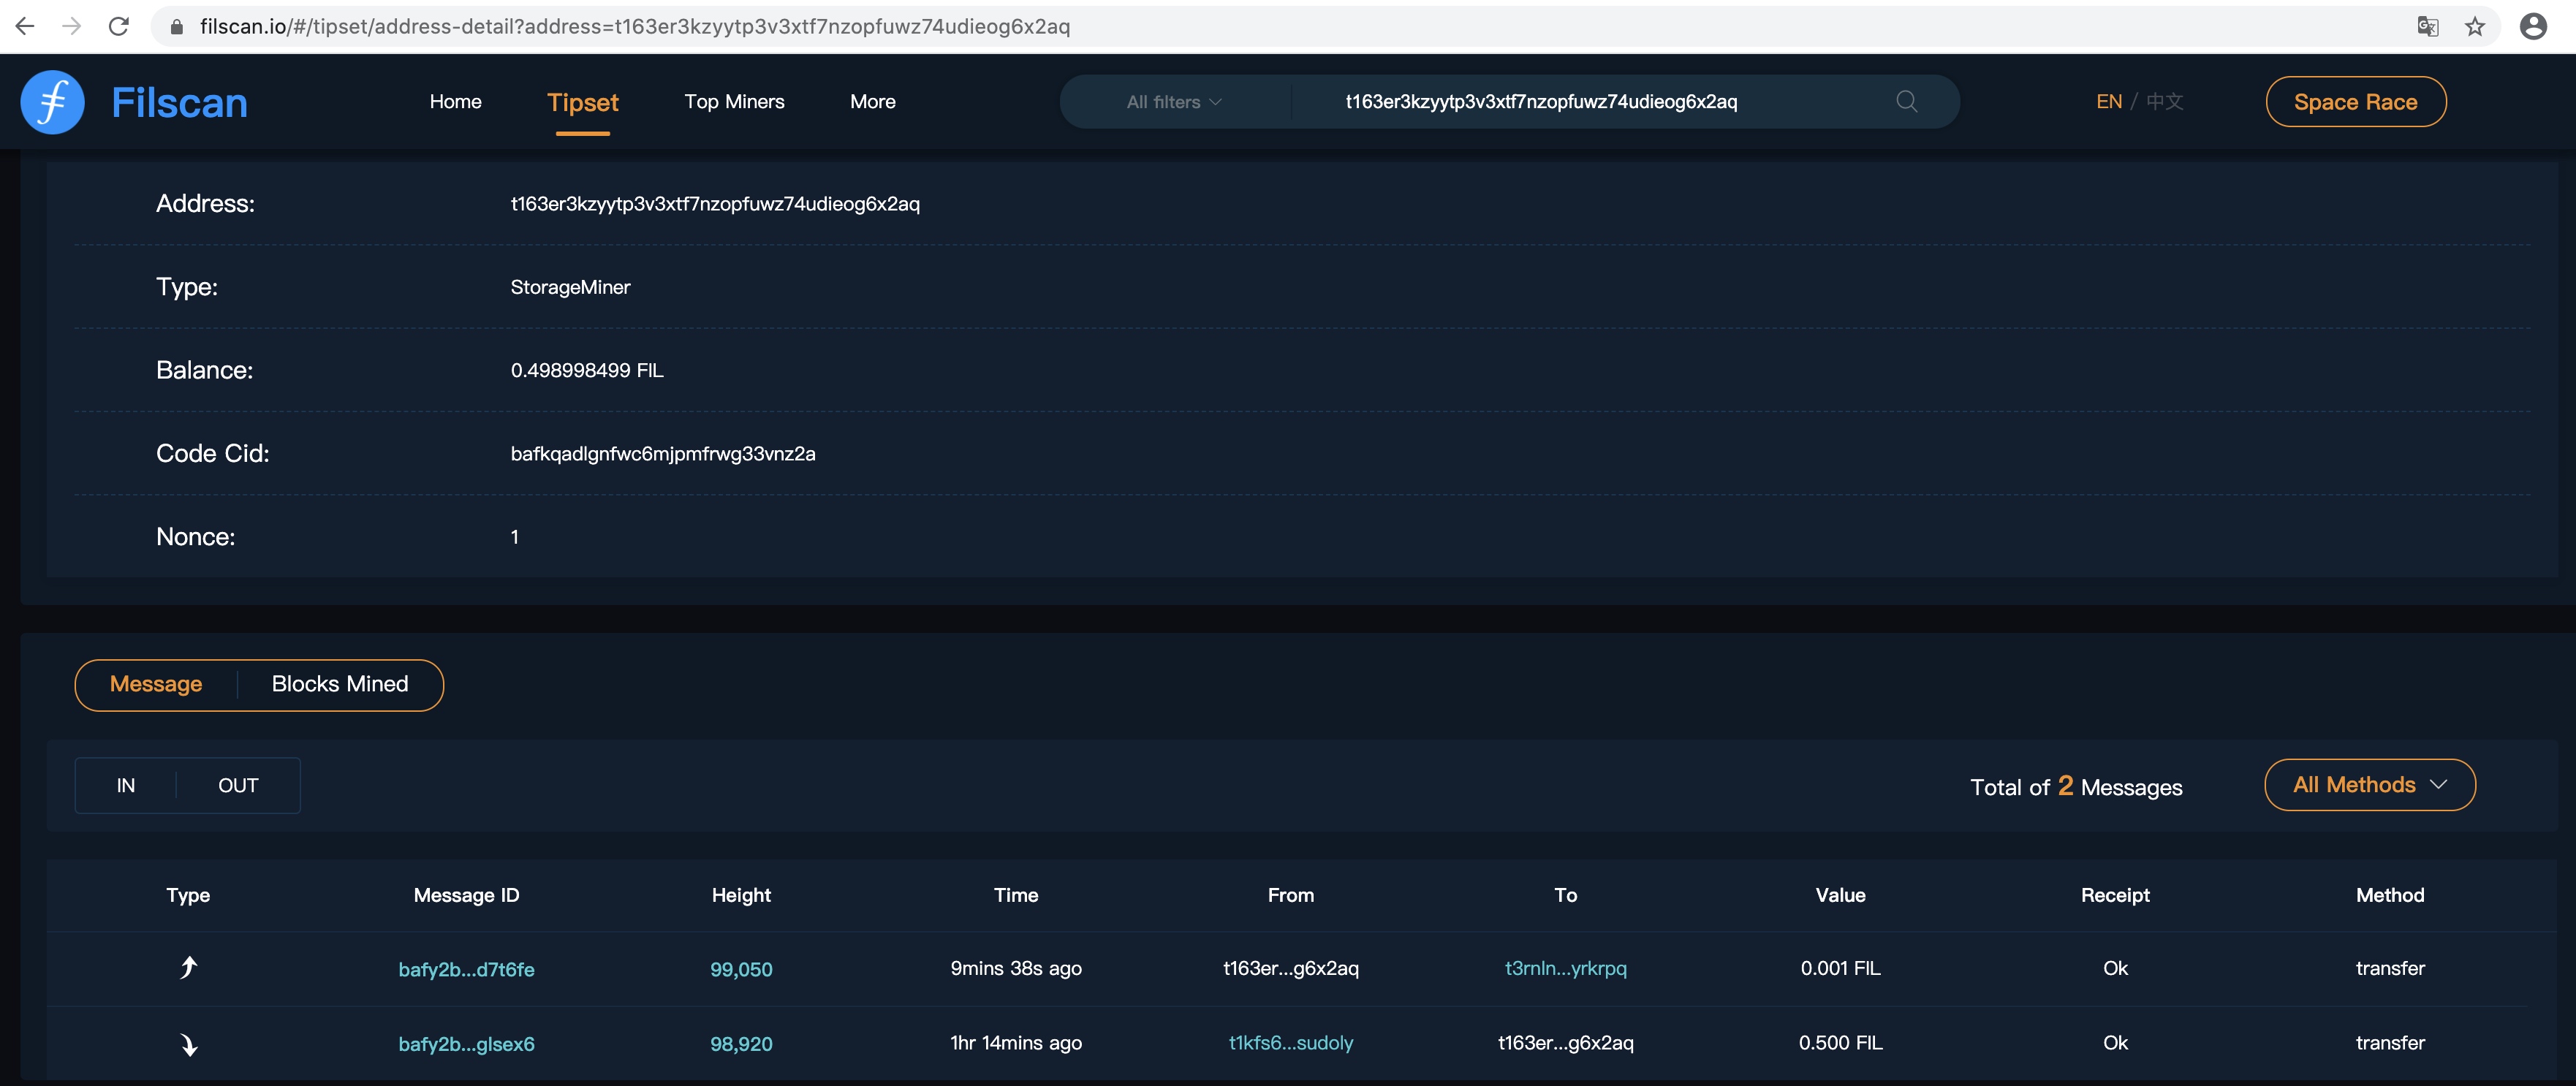 filscan.io/#/tipset/address-detail?address=t163er3kzyytp3v3xtf7nzopfuwz74udieog6x2aq
Filscan Home Tipset Top Miners More All filters t163er3kzyytp3v3xtf7nzopfuwz74udieog6x2aq EN / 中文 Space Race
Address: t163er3kzyytp3v3xtf7nzopfuwz74udieog6x2aq
Type: StorageMiner
Balance: 0.498998499 FIL
Code Cid: bafkqadlgnfwc6mjpmfrwg33vnz2a
Nonce: 1
Message Blocks Mined
IN OUT Total of 2 Messages All Methods
Type Message ID Height Time From To Value Receipt Method
bafy2b...d7t6fe 99,050 9mins 38s ago t163er...g6x2aq t3rnln...yrkrpq 0.001 FIL Ok transfer
bafy2b...glsex6 98,920 1hr 14mins ago t1kfs6...sudoly t163er...g6x2aq 0.500 FIL Ok transfer